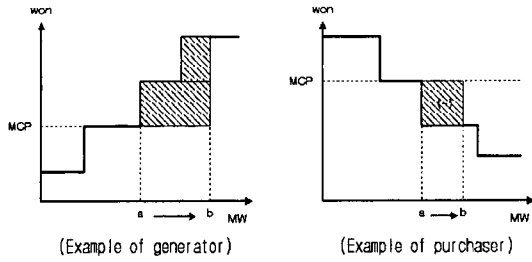 won
MCP
a
b
MW
(Example of generator)
won
MCP
(-)
a
b
MW
(Example of purchaser)